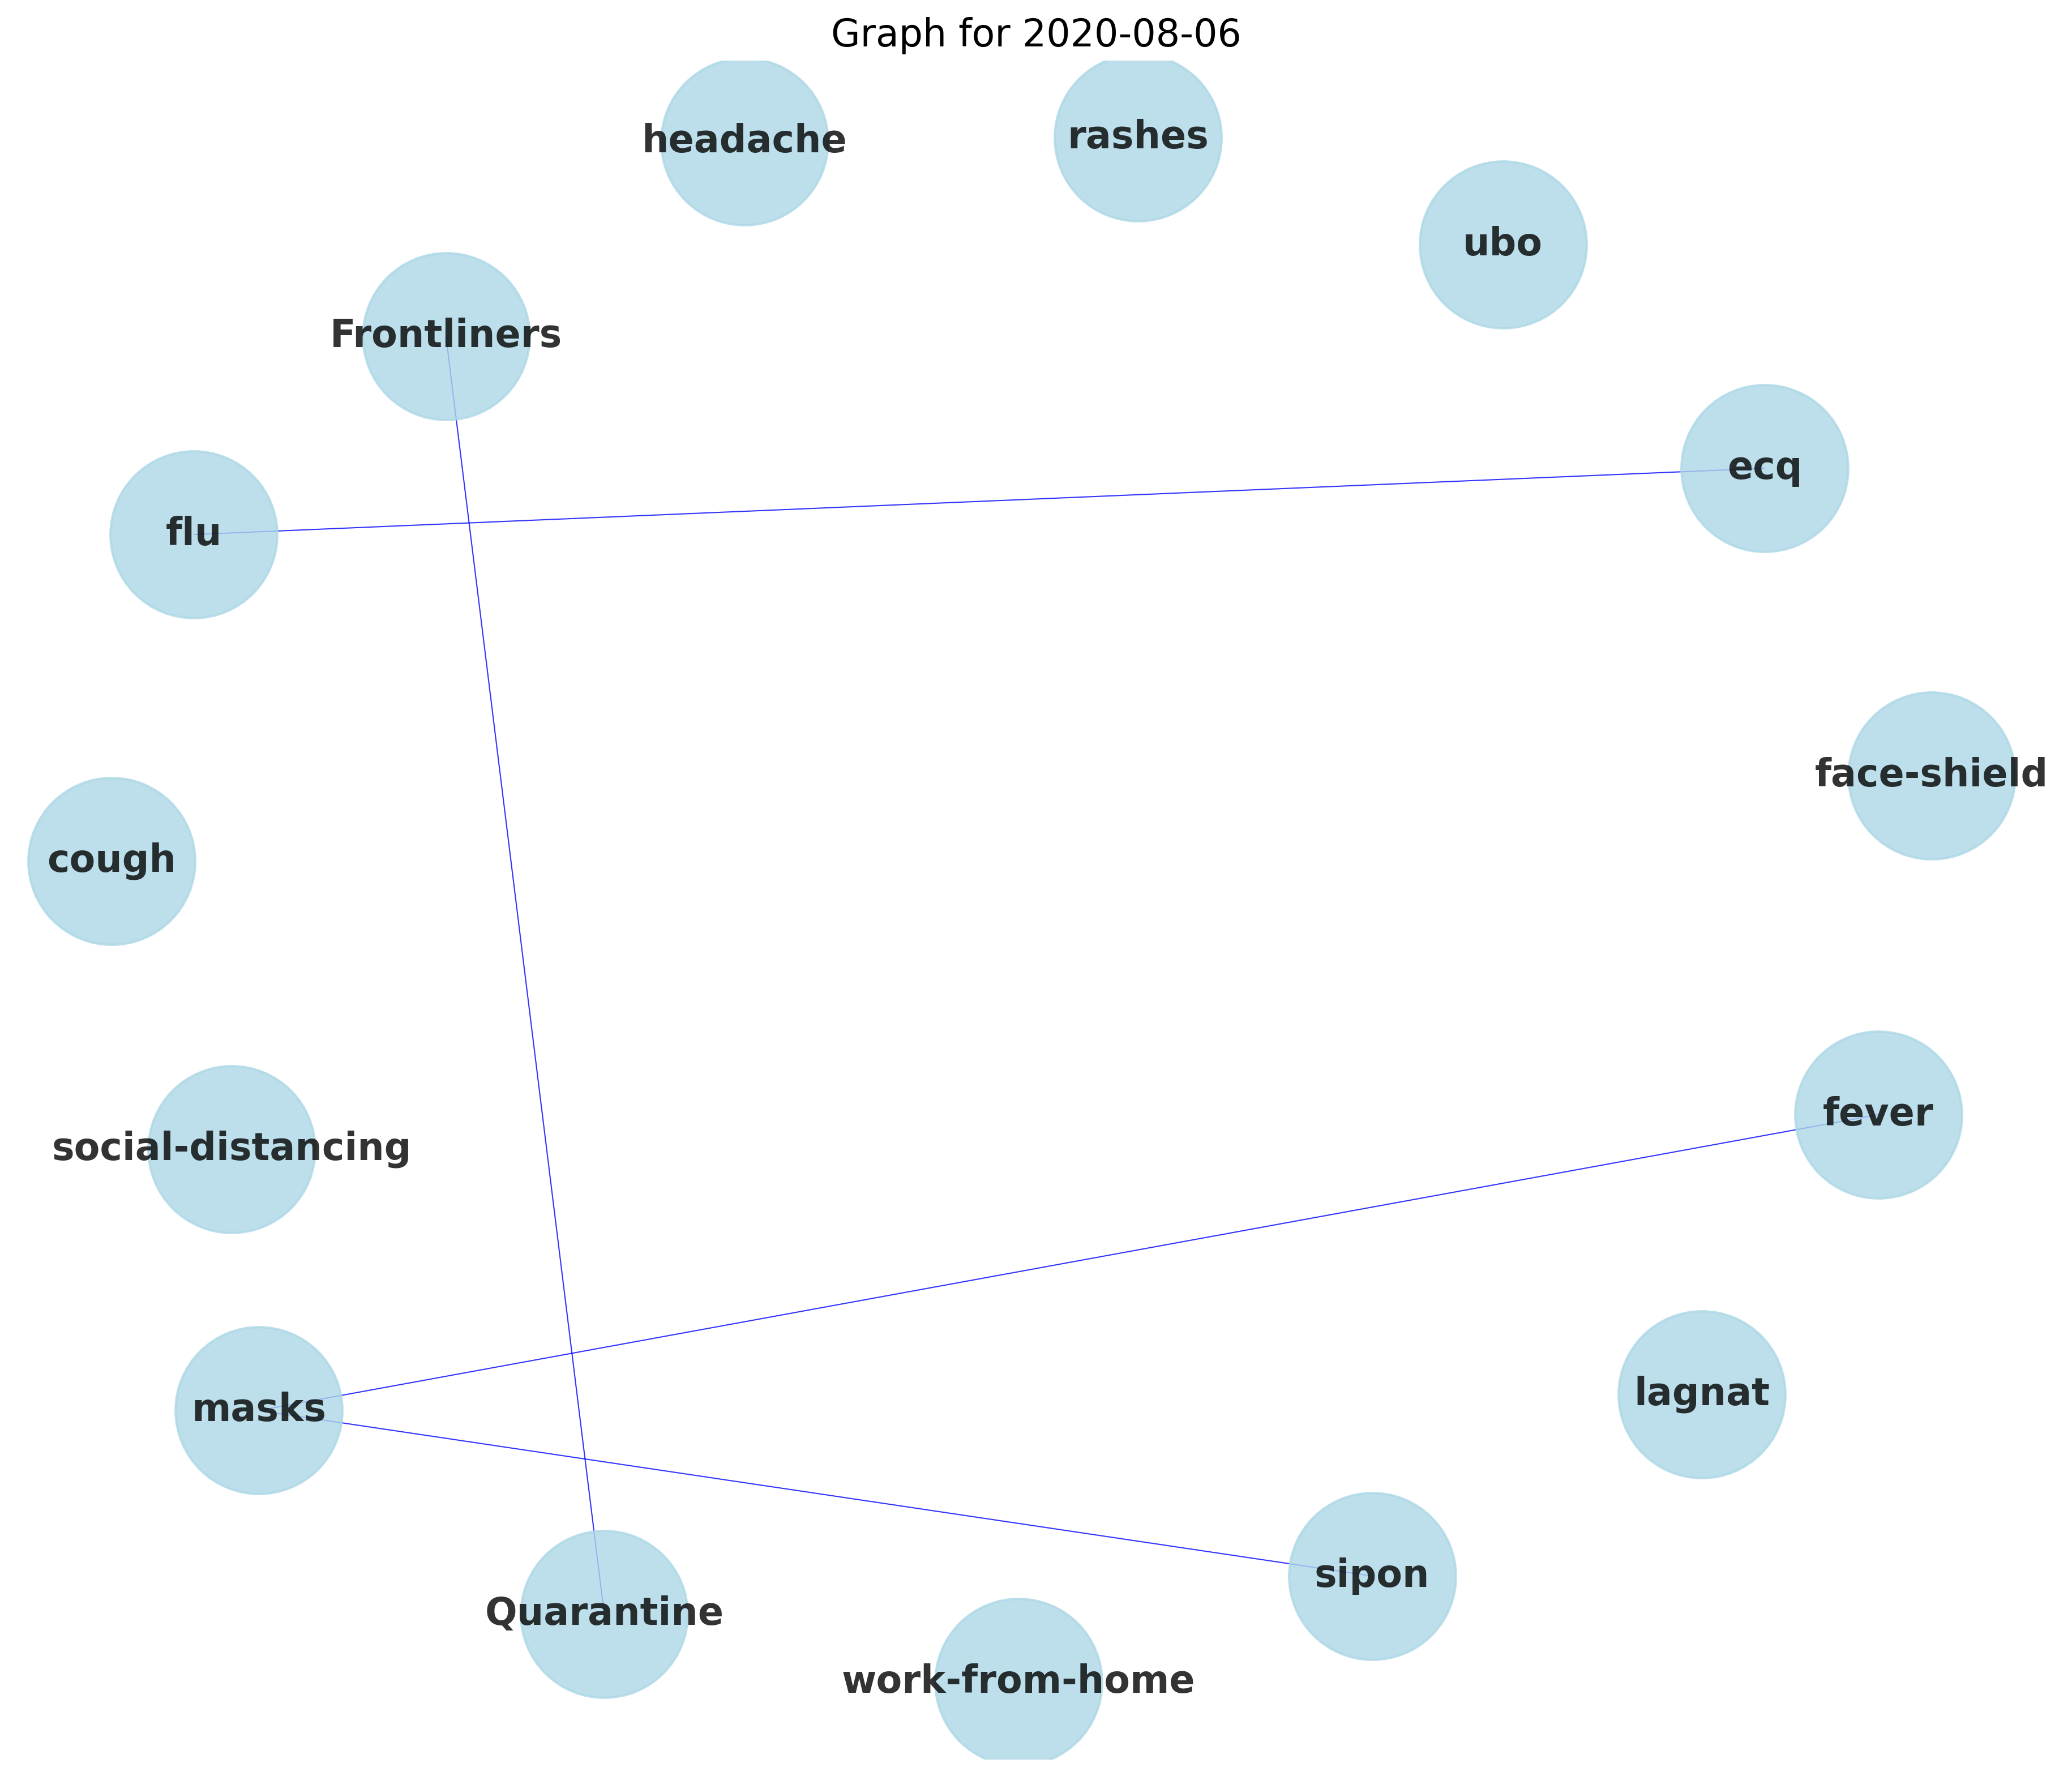 Graph for 2020-08-06
headache
rashes
ubo
Frontliners
ecq
flu
face-shield
cough
fever
social-distancing
lagnat
masks
sipon
Quarantine
work-from-home